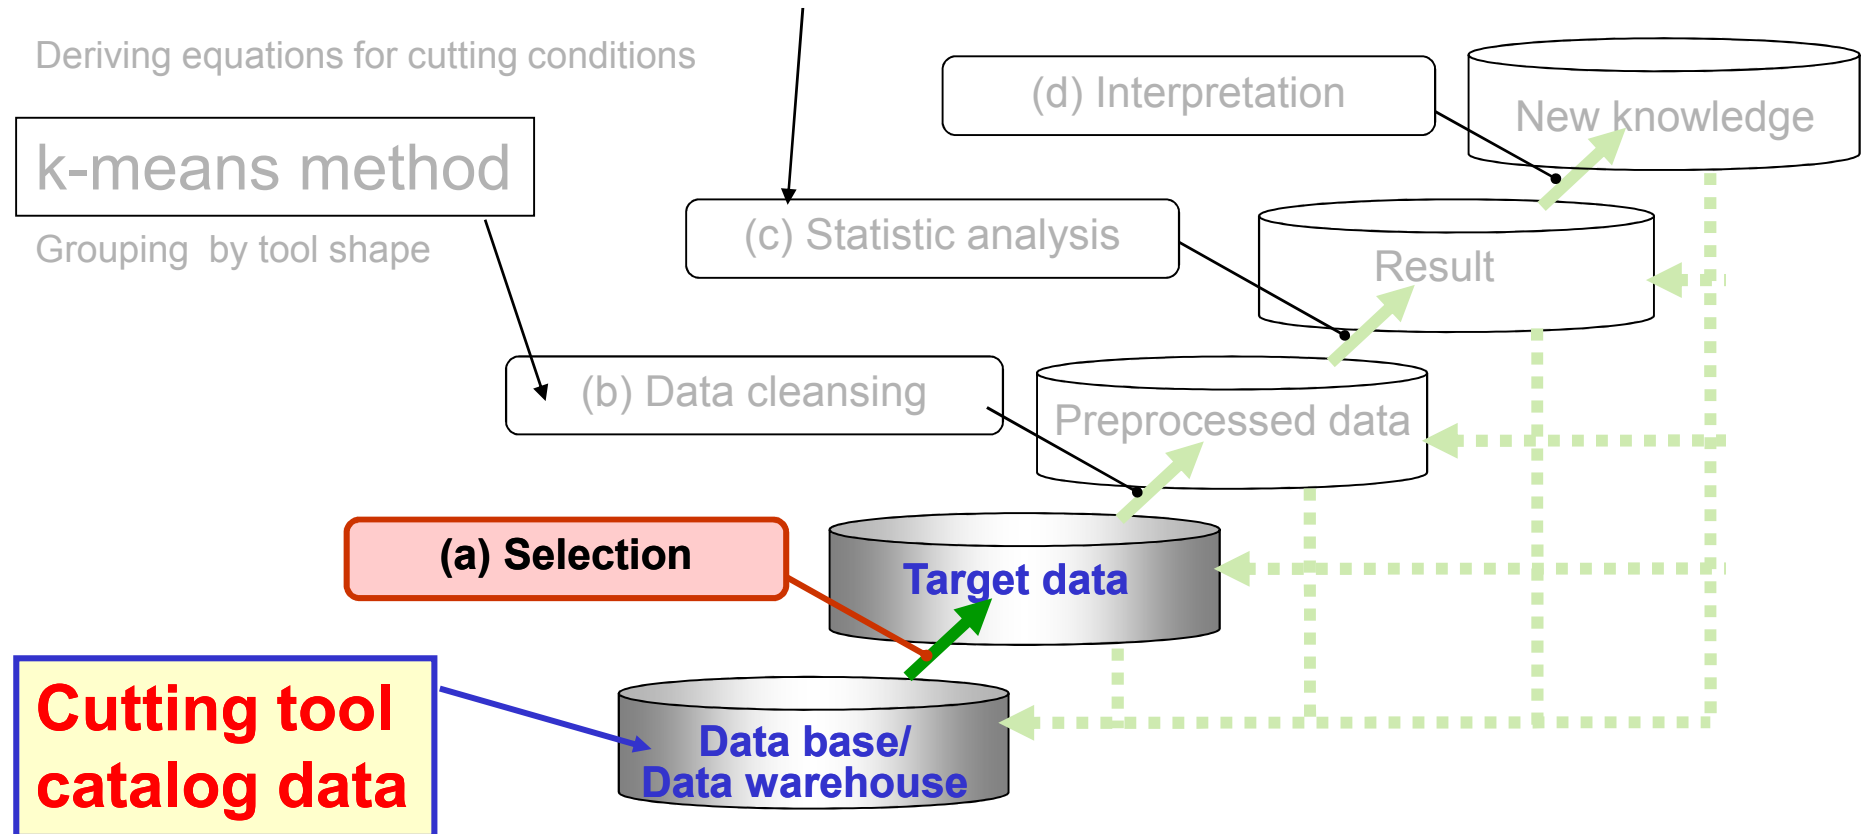 Deriving equations for cutting conditions
(d) Interpretation
New knowledge
k-means method
(c) Statistic analysis
Grouping by tool shape
Result
(b) Data cleansing
Preprocessed data
(a) Selection
Target data
Cutting tool
catalog data
Data base/
Data warehouse